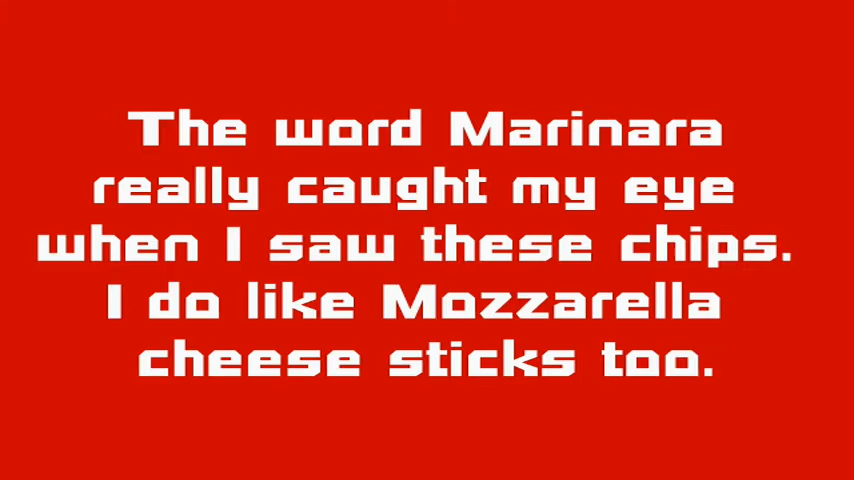 The word Marinara
really caught my eye
when I saw these chips.
I do like Mozzarella
cheese sticks too.